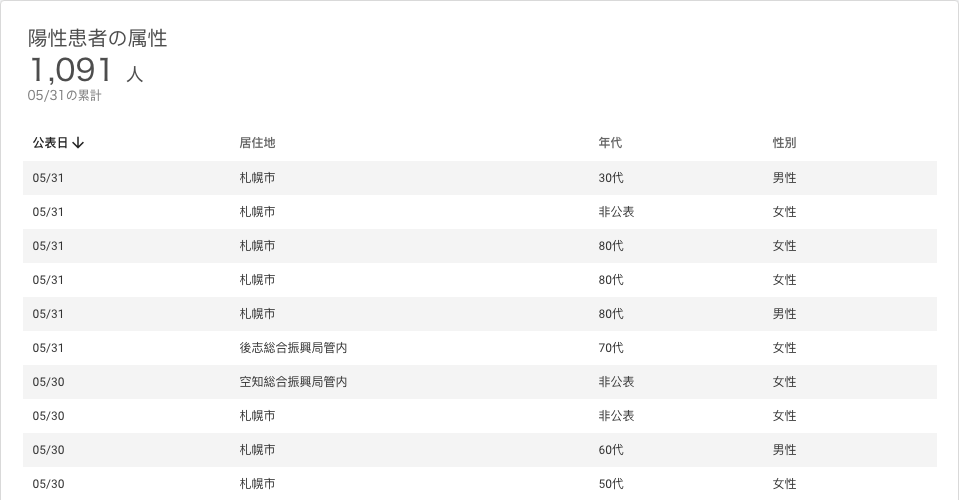 陽性患者の属性
1,091 人
05/31の累計
公表日 居住地 年代 性別
05/31 札幌市 30代 男性
05/31 札幌市 非公表 女性
05/31 札幌市 80代 女性
05/31 札幌市 80代 女性
05/31 札幌市 80代 男性
05/31 後志総合振興局管内 70代 女性
05/30 空知総合振興局管内 非公表 女性
05/30 札幌市 非公表 女性
05/30 札幌市 60代 男性
05/30 札幌市 50代 女性